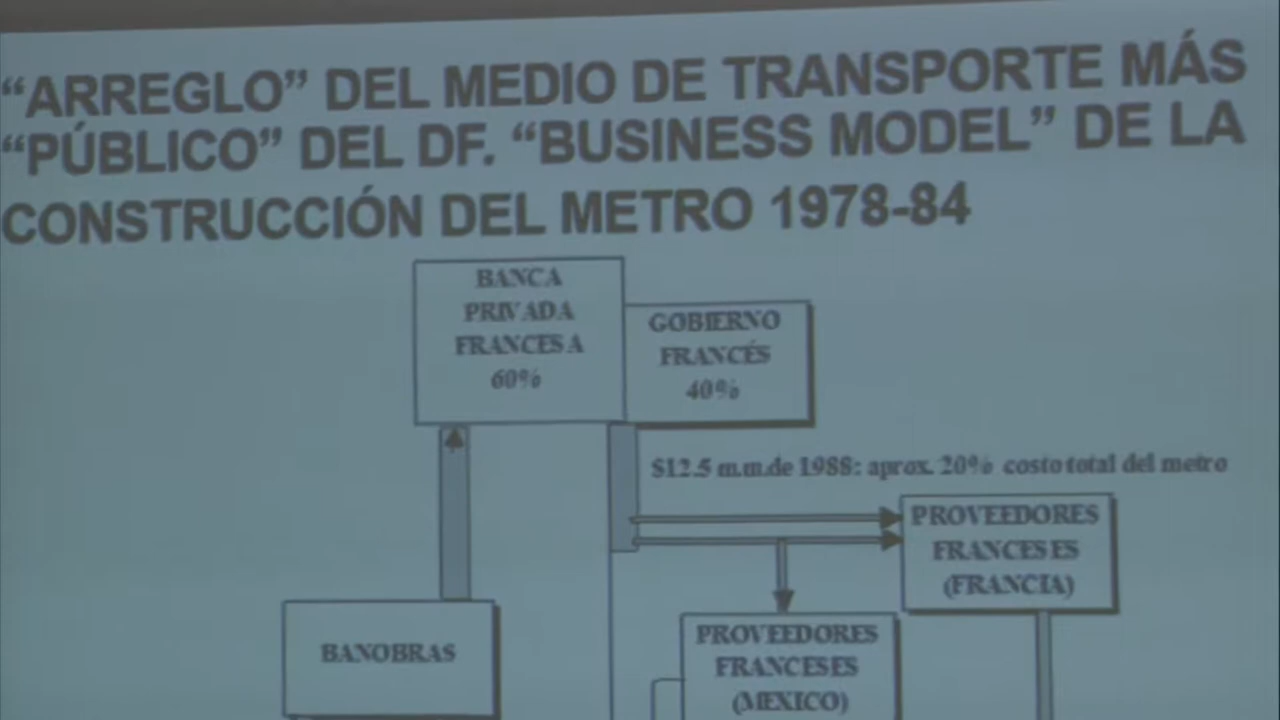 “ARREGLO” DEL MEDIO DE TRANSPORTE MÁS
“PÚBLICO” DEL DF. “BUSINESS MODEL” DE LA
CONSTRUCCIÓN DEL METRO 1978-84
BANCA
PRIVADA
FRANCESA
60%
GOBIERNO
FRANCÉS
40%
$12.5 m.m.de 1988: aprox. 20% costo total del metro
PROVEEDORES
FRANCESES
(FRANCIA)
BANOBRAS
PROVEEDORES
FRANCESES
(MEXICO)